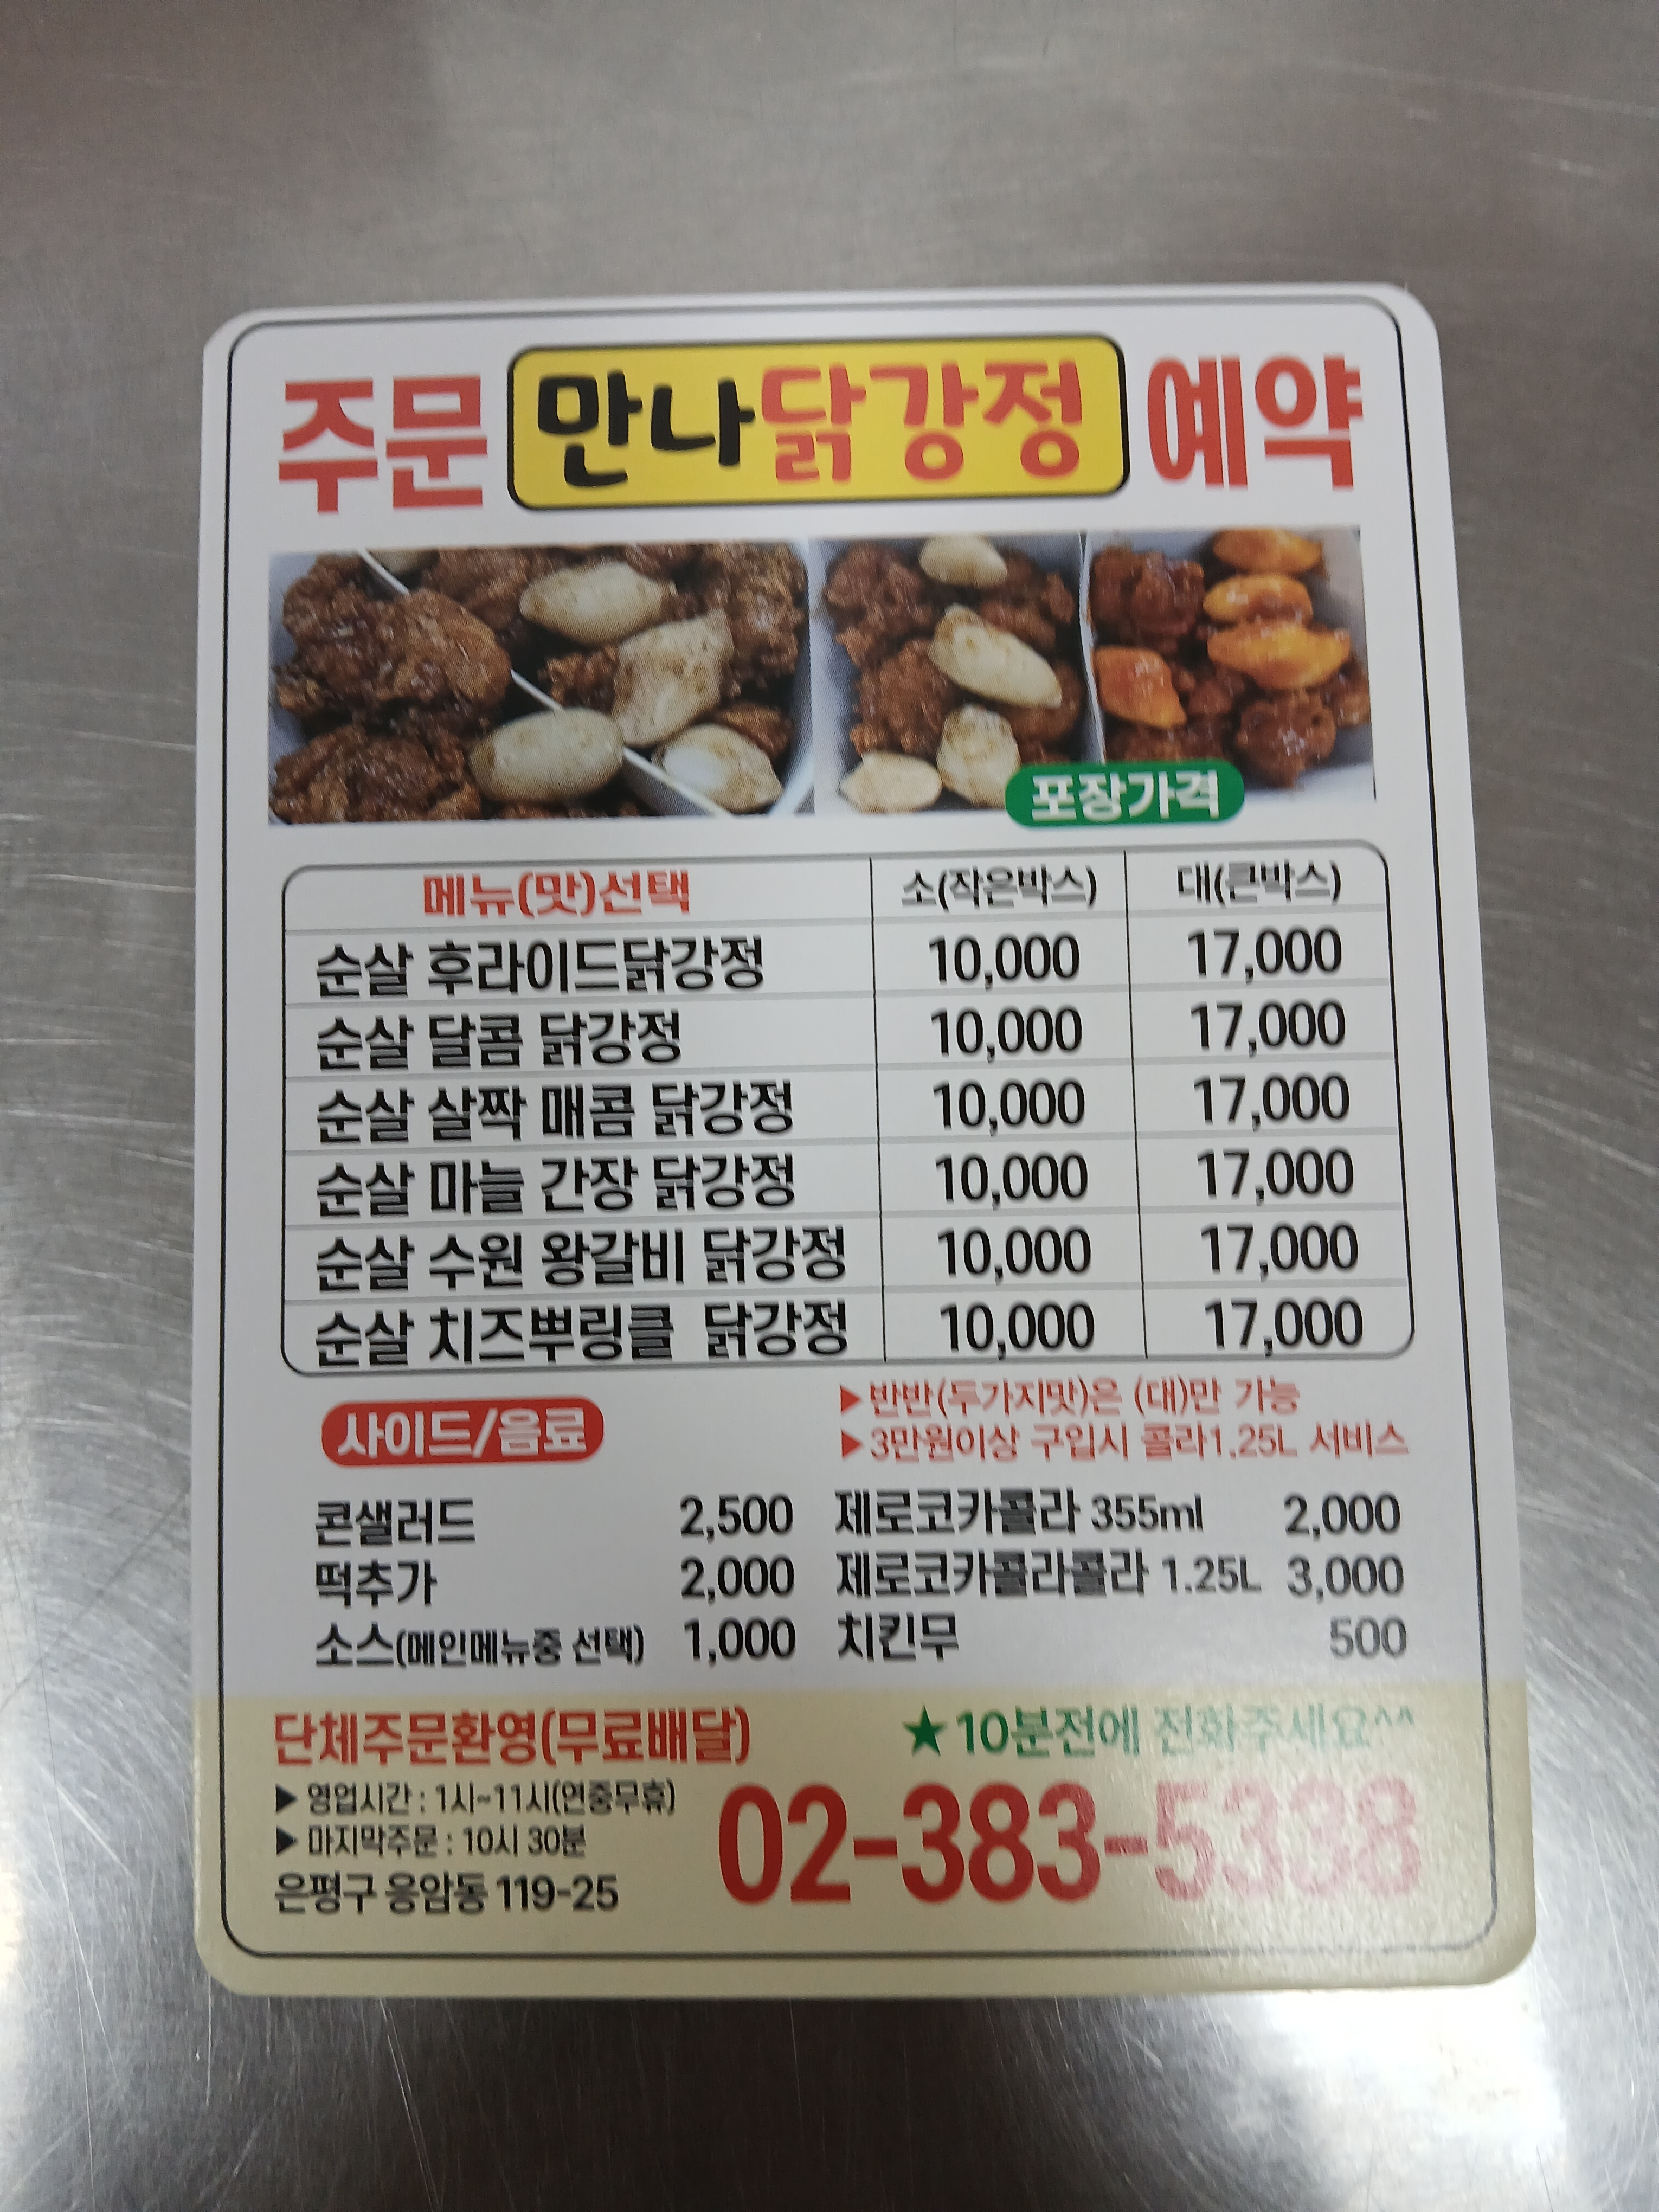 주문 만나닭강정 예약
포장가격
메뉴(맛)선택 소(작은박스) 대(큰박스)
순살 후라이드닭강정 10,000 17,000
순살 달콤 닭강정 10,000 17,000
순살 살짝 매콤 닭강정 10,000 17,000
순살 마늘 간장 닭강정 10,000 17,000
순살 수원 왕갈비 닭강정 10,000 17,000
순살 치즈뿌링클 닭강정 10,000 17,000
▶반반(두가지맛)은 (대)만 가능
▶3만원이상 구입시 콜라1.25L 서비스
사이드/음료
콘샐러드 2,500 제로코카콜라 355ml 2,000
떡추가 2,000 제로코카콜라콜라 1.25L 3,000
소스(메인메뉴중 선택) 1,000 치킨무 500
단체주문환영(무료배달) ★10분전에 전화주세요^^
▶ 영업시간 : 1시~11시(연중무휴)
▶ 마지막주문 : 10시 30분
은평구 응암동 119-25
02-383-5338